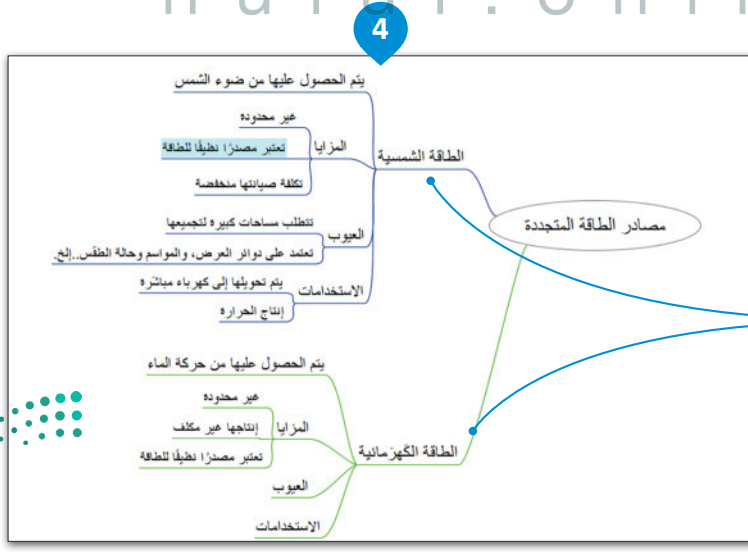 4
مصادر الطاقة المتجددة
الطاقة الشمسية
يتم الحصول عليها من ضوء الشمس
المزايا
غير محدودة
تعتبر مصدرًا نظيفًا للطاقة
تكلفة صيانتها منخفضة
العيوب
تتطلب مساحات كبيرة لتجميعها
تعتمد على دوائر العرض، والمواسم وحالة الطقس..إلخ.
الاستخدامات
يتم تحويلها إلى كهرباء مباشرة
إنتاج الحرارة
الطاقة الكَهرَمائية
يتم الحصول عليها من حركة الماء
المزايا
غير محدودة
إنتاجها غير مكلف
تعتبر مصدرًا نظيفًا للطاقة
العيوب
الاستخدامات